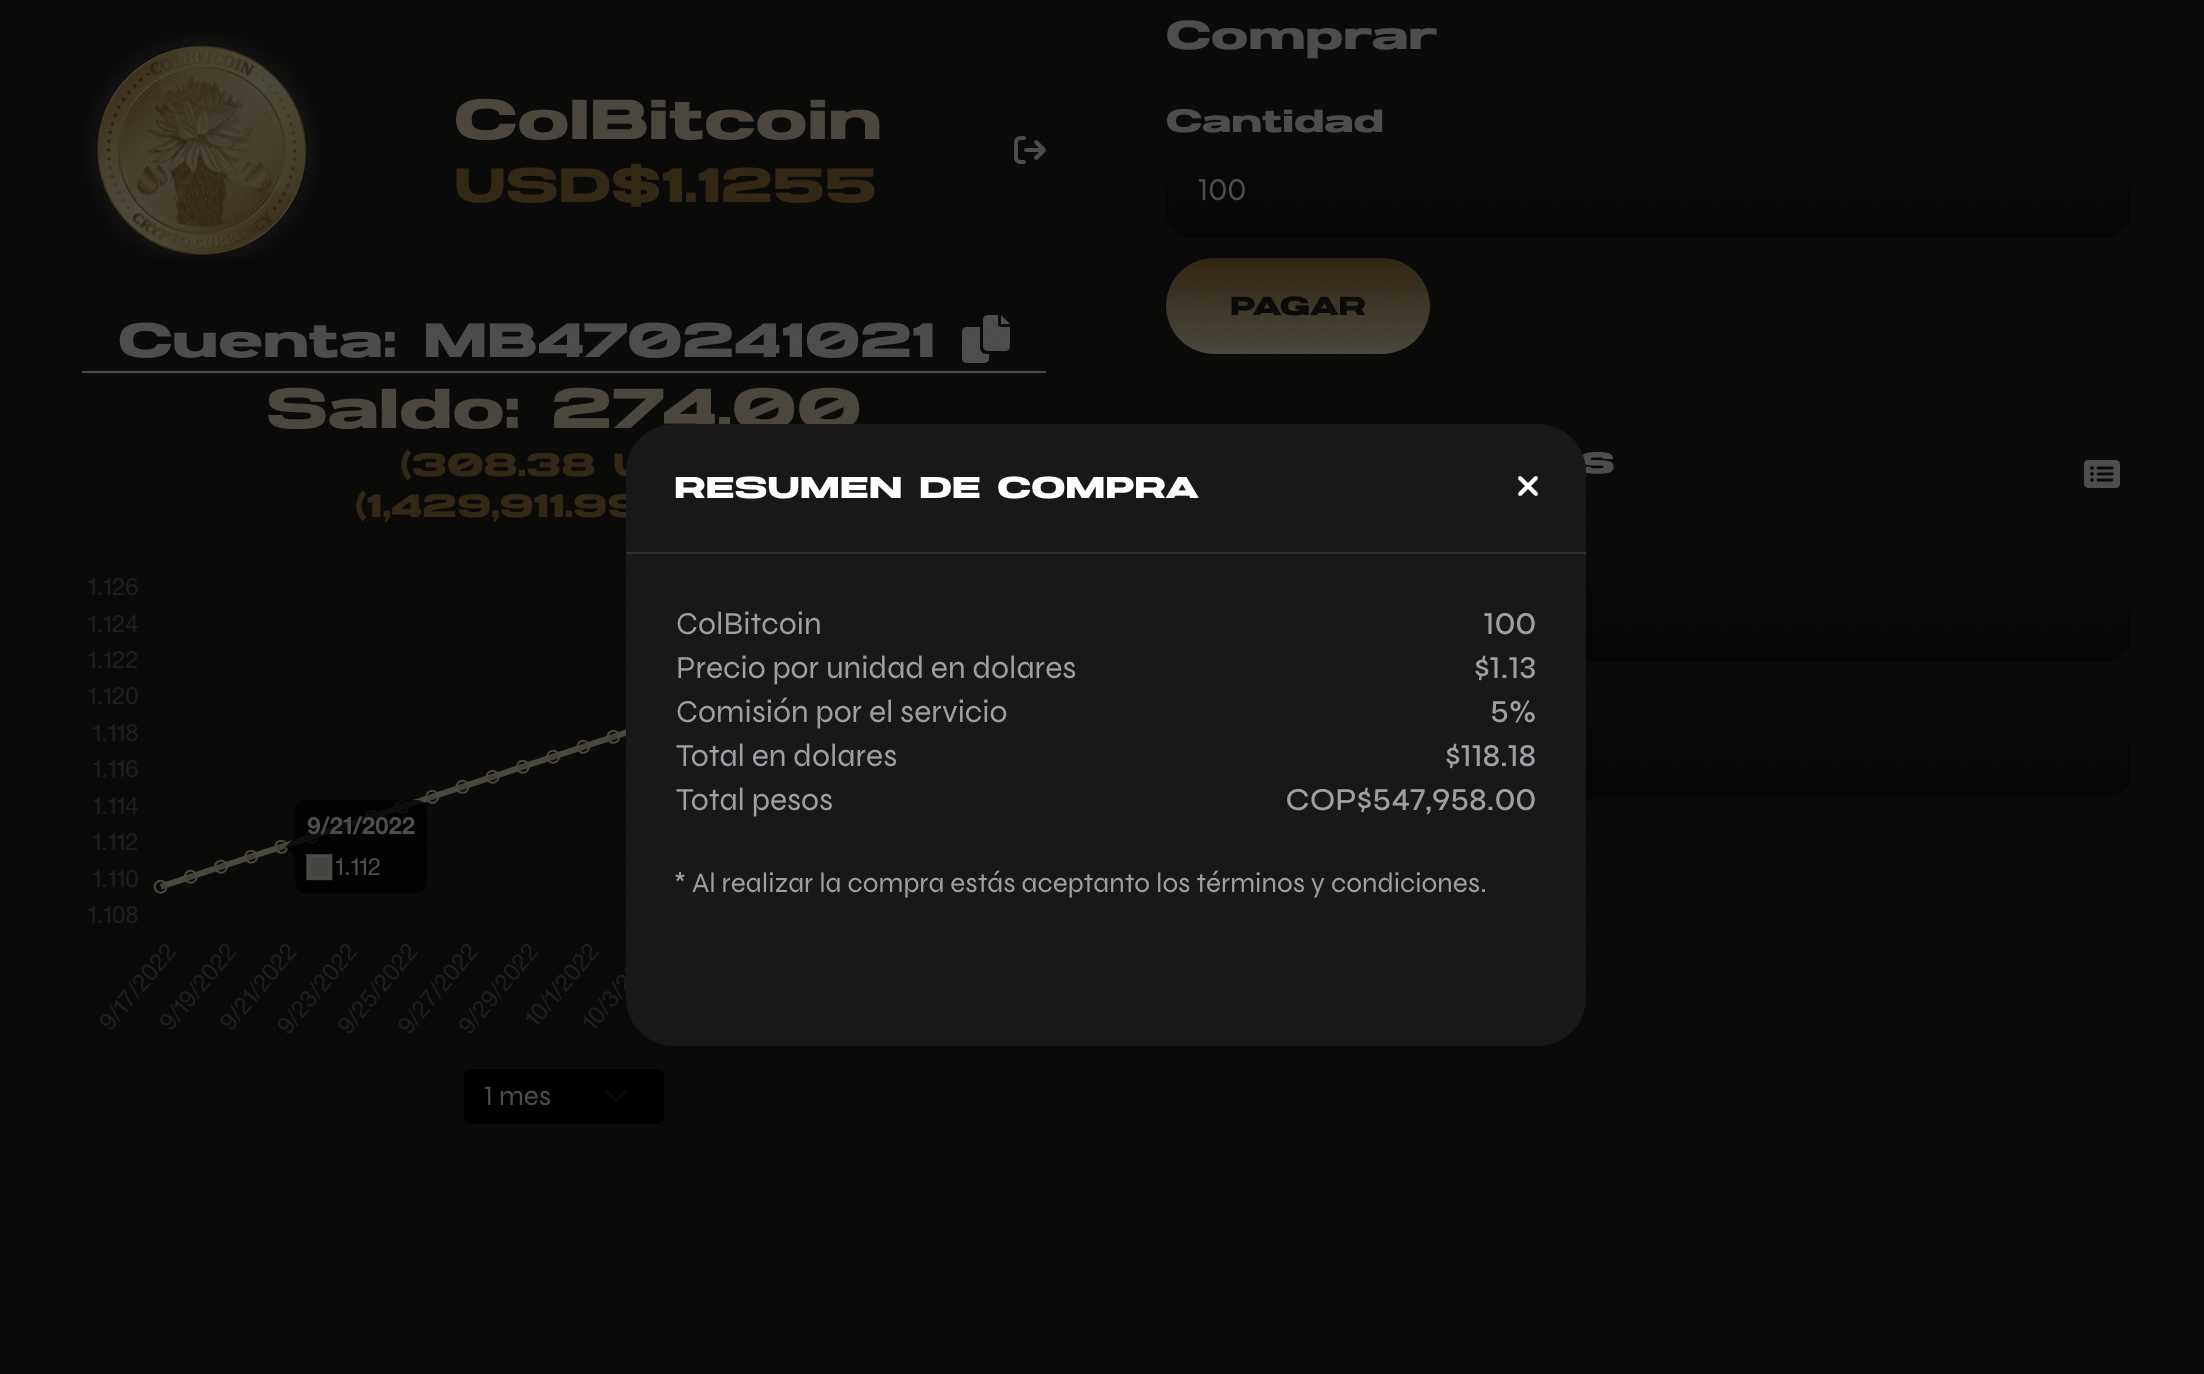 COLBITCOIN
CRYPTO CURRENCY
ColBitcoin
USD$1.1255
Cuenta: MB470241021
Saldo: 274.00
(308.38
(1,429,911.99
1.126
1.124
1.122
1.120
1.118
1.116
1.114
1.112
1.110
1.108
9/21/2022
1.112
9/17/2022
9/19/2022
9/21/2022
9/23/2022
9/25/2022
9/27/2022
9/29/2022
10/1/2022
10/3/2
1 mes
Comprar
Cantidad
100
PAGAR
s
RESUMEN DE COMPRA
ColBitcoin 100
Precio por unidad en dolares $1.13
Comisión por el servicio 5%
Total en dolares $118.18
Total pesos COP$547,958.00
* Al realizar la compra estás aceptanto los términos y condiciones.